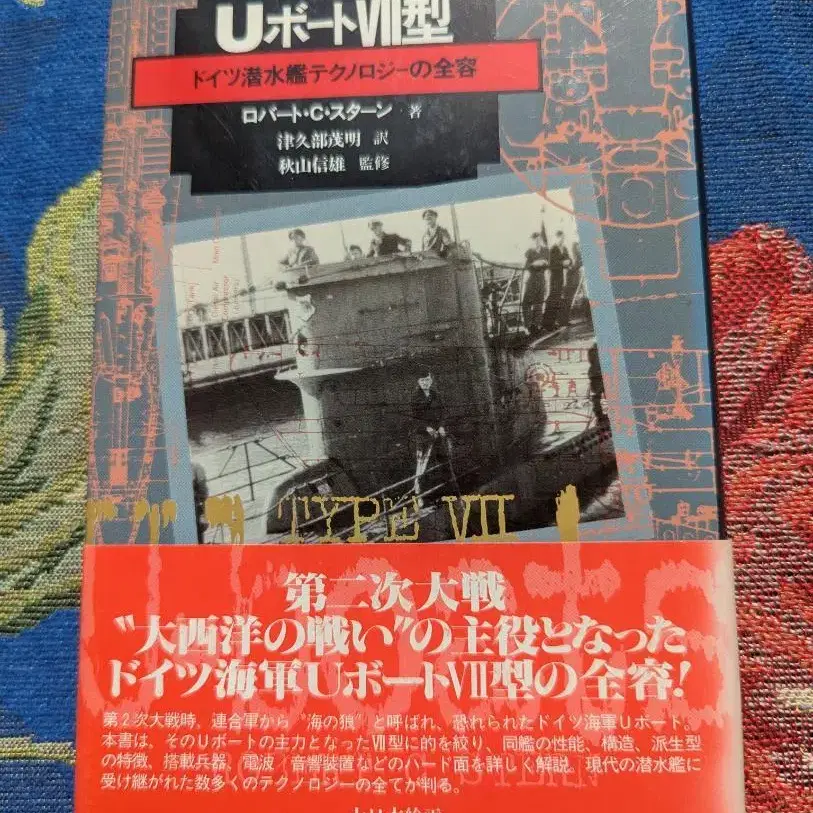 UボートVII型
ドイツ潜水艦テクノロジーの全容
ロバート・C・スターン 著
津久部茂明 訳
秋山信雄 監修
TYPE VII
第二次大戦
"大西洋の戦い"の主役となった
ドイツ海軍UボートVII型の全容!
第2次大戦時、連合軍から"海の狼"と呼ばれ、恐れられたドイツ海軍Uボート。
本書は、そのUボートの主力となったVII型に的を絞り、同艦の性能、構造、派生型
の特徴、搭載兵器、電波／音響装置などのハード面を詳しく解説。現代の潜水艦に
受け継がれた数多くのテクノロジーの全てが判る。